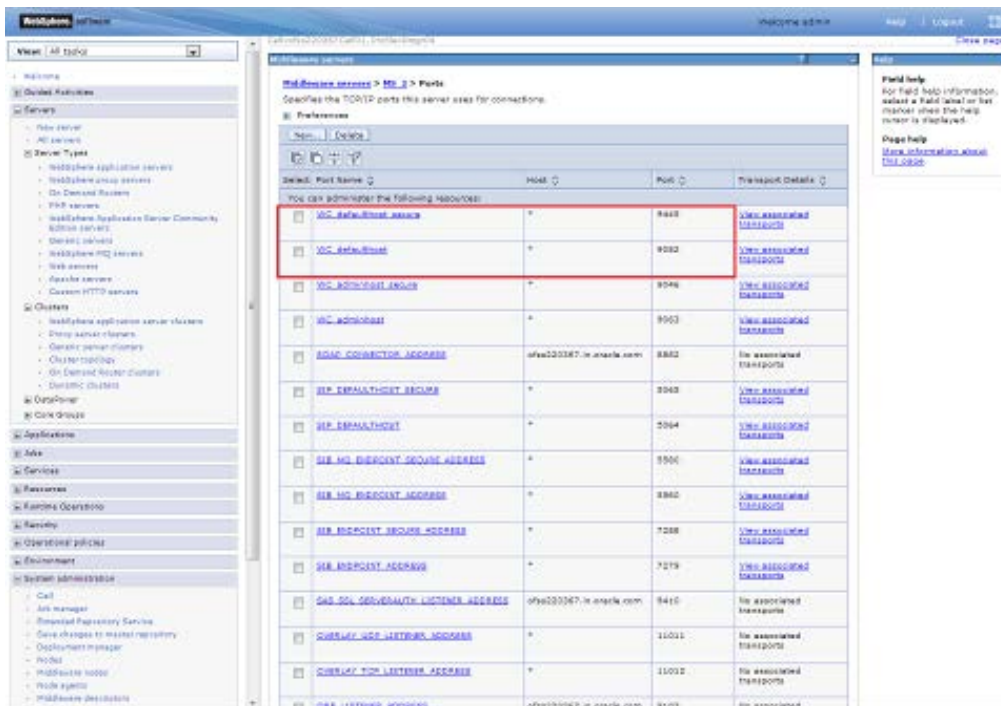 WebSphere. software
Welcome admin
Help | Logout
Close page
View: All tasks
Welcome
Guided Activities
Servers
New server
All servers
Server Types
WebSphere application servers
WebSphere proxy servers
On Demand Routers
PHP servers
WebSphere Application Server Community Edition servers
Generic servers
WebSphere MQ servers
Web servers
Apache servers
Custom HTTP servers
Clusters
WebSphere application server clusters
Proxy server clusters
Generic server clusters
Cluster topology
On Demand Router clusters
Dynamic clusters
DataPower
Core Groups
Applications
Jobs
Services
Resources
Runtime Operations
Security
Operational policies
Environment
System administration
Cell
Job manager
Extended Repository Service
Save changes to master repository
Deployment manager
Nodes
Middleware nodes
Node agents
Middleware descriptors
Middleware servers
Middleware servers > MS_2 > Ports
Specifies the TCP/IP ports this server uses for connections.
Preferences
New... Delete
Select Port Name Host Port Transport Details
You can administer the following resources:
WC_defaulthost_secure * View associated transports
WC_defaulthost * View associated transports
WC_adminhost_secure * View associated transports
WC_adminhost * 9063 View associated transports
SOAP_CONNECTOR_ADDRESS No associated transports
SIP_DEFAULTHOST_SECURE * View associated transports
SIP_DEFAULTHOST * 5064 View associated transports
SIB_MQ_ENDPOINT_SECURE_ADDRESS * View associated transports
SIB_MQ_ENDPOINT_ADDRESS * View associated transports
SIB_ENDPOINT_SECURE_ADDRESS * View associated transports
SIB_ENDPOINT_ADDRESS * 7279 View associated transports
SAS_SSL_SERVERAUTH_LISTENER_ADDRESS No associated transports
OVERLAY_UDP_LISTENER_ADDRESS * 11011 No associated transports
OVERLAY_TCP_LISTENER_ADDRESS * 11012 No associated transports
ORB_LISTENER_ADDRESS No associated
Help
Field help
For field help information, select a field label or list marker when the help cursor is displayed.
Page help
More information about this page